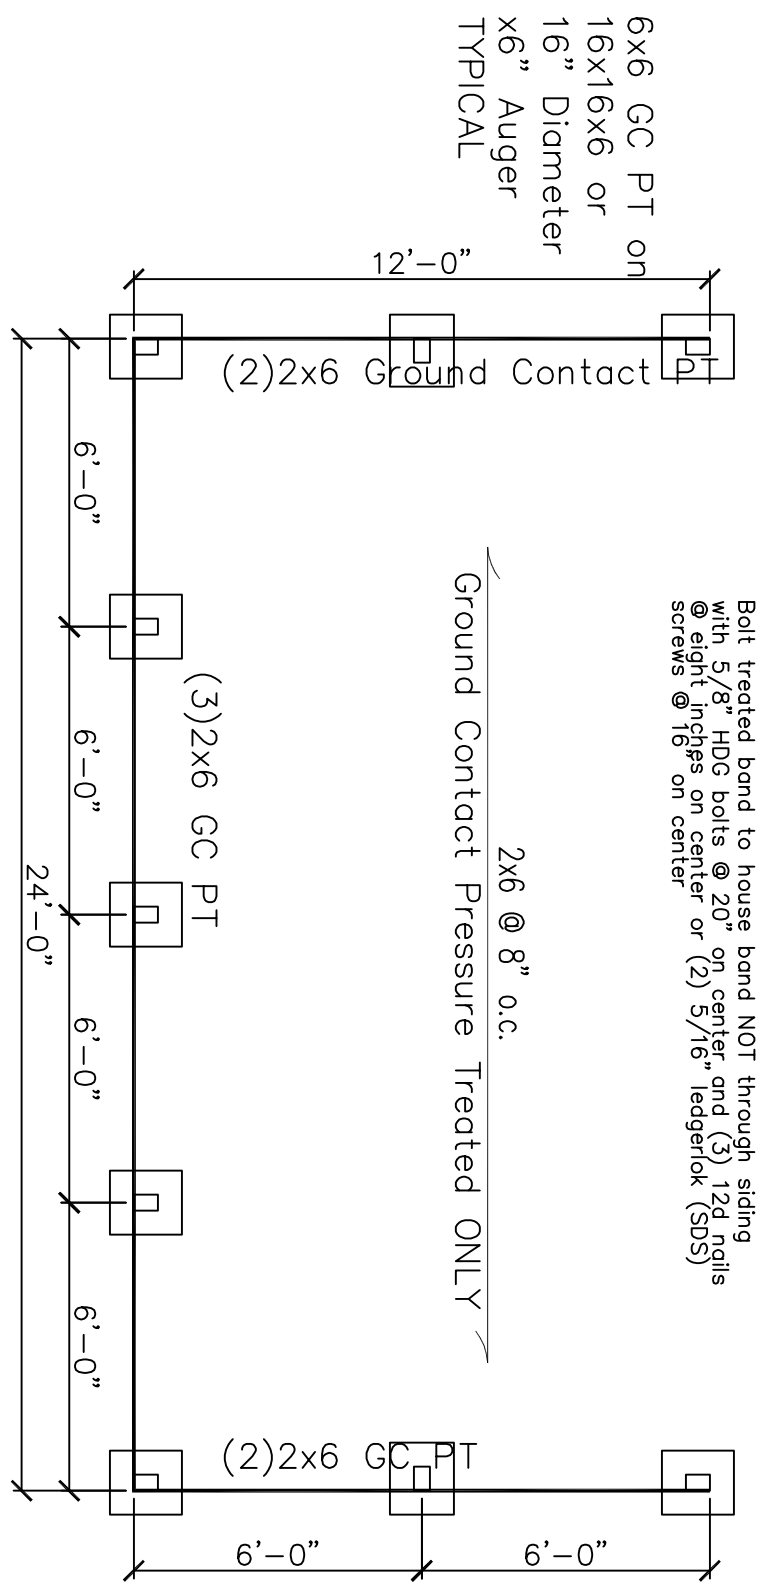 6x6 GC PT on
16x16x6 or
16" Diameter
x6" Auger
TYPICAL
12'-0"
(2)2x6 Ground Contact PT
Bolt treated band to house band NOT through siding
with 5/8" HDG bolts @ 20" on center and (3) 12d nails
@ eight inches on center or (2) 5/16" ledgerlok (SDS)
screws @ 16" on center
2x6 @ 8" o.c.
Ground Contact Pressure Treated ONLY
(3)2x6 GC PT
6'-0"
6'-0"
6'-0"
6'-0"
24'-0"
(2)2x6 GC PT
6'-0"
6'-0"